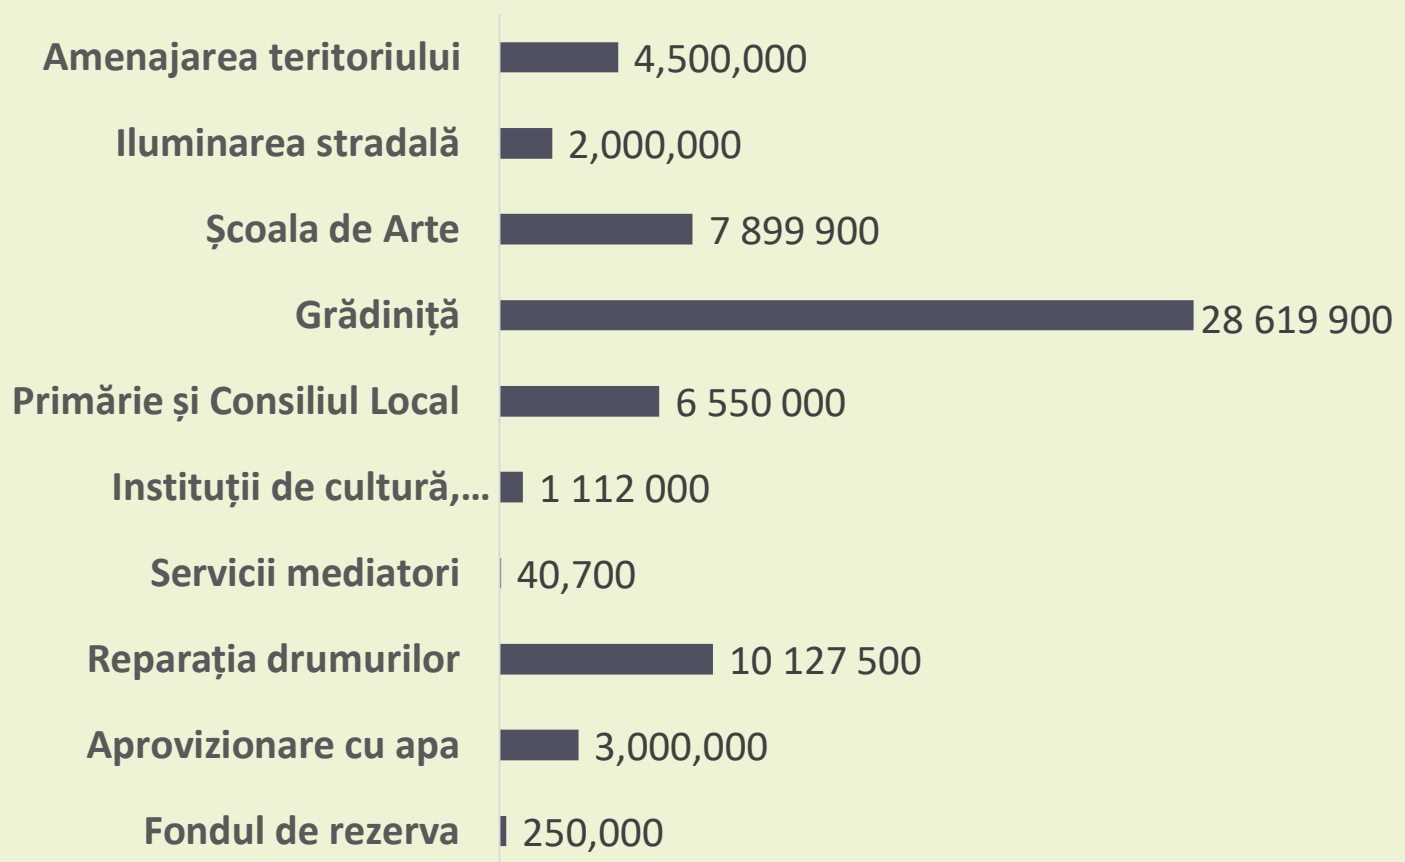 Amenajarea teritoriului 4,500,000
Iluminarea stradală 2,000,000
Școala de Arte 7 899 900
Grădiniță 28 619 900
Primărie și Consiliul Local 6 550 000
Instituții de cultură,... 1 112 000
Servicii mediatori 40,700
Reparația drumurilor 10 127 500
Aprovizionare cu apa 3,000,000
Fondul de rezerva 250,000